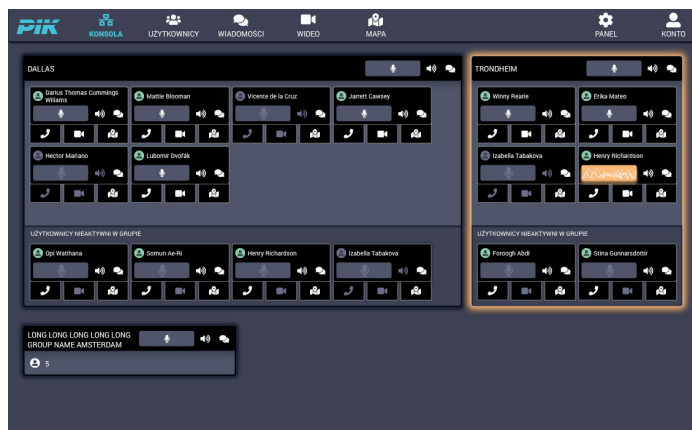 PIK
KONSOLA
UŻYTKOWNICY
WIADOMOŚCI
WIDEO
MAPA
PANEL
KONTO
DALLAS
Darius Thomas Cummings
Willams
Mattie Blooman
Vicente de la Cruz
Jarrett Cawsey
Hector Mariano
Lubomir Dvořák
UŻYTKOWNICY NIEAKTYWNI W GRUPIE
Opi Watihana
Somun Ae-Ri
Henry Richardson
Izabella Tabakova
TRONDHEIM
Winny Rearie
Erika Mateo
Izabella Tabakova
Henry Richardson
UŻYTKOWNICY NIEAKTYWNI W GRUPIE
Foroogh Abdi
Stina Gunnarsdottir
LONG LONG LONG LONG LONG
GROUP NAME AMSTERDAM
5